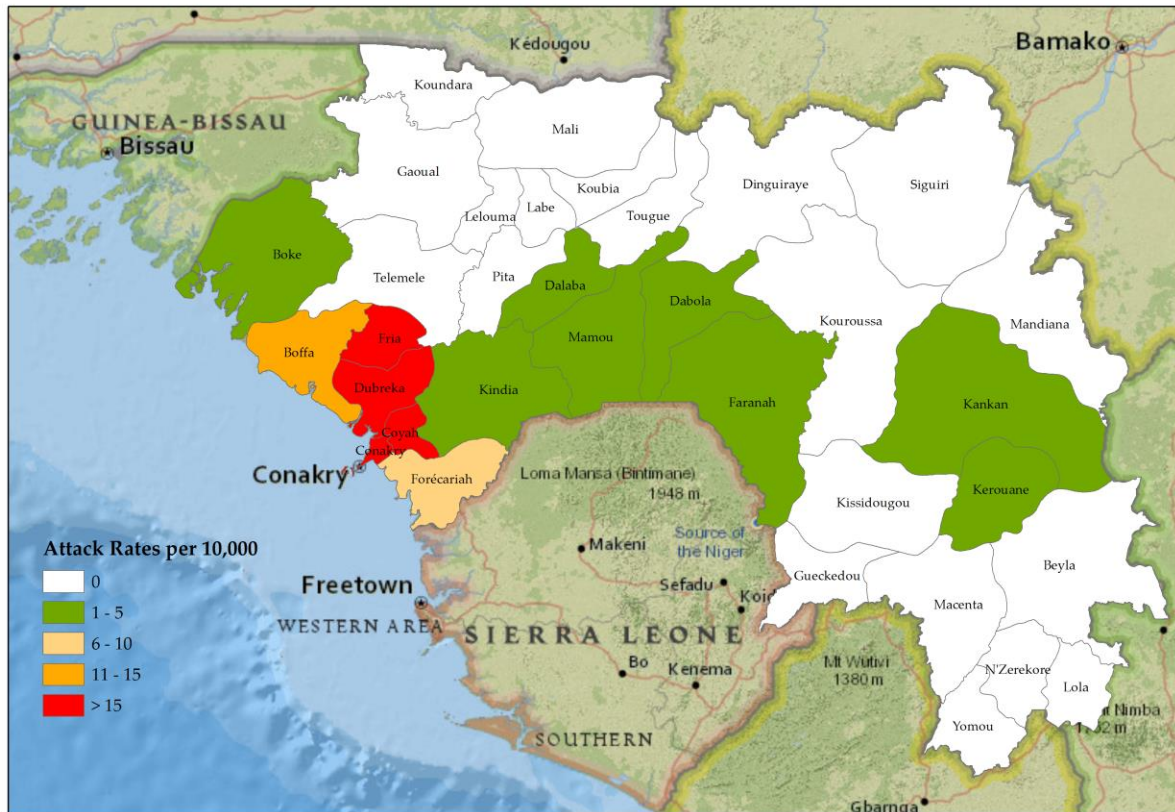 Kédougou
Bamako
Koundara
GUINEA-BISSAU
Bissau
Mali
Gaoual
Dinguiraye
Siguiri
Koubia
Labe
Lelouma
Tougue
Boke
Telemele
Pita
Dalaba
Dabola
Mandiana
Kouroussa
Fria
Mamou
Boffa
Dubreka
Kindia
Faranah
Kankan
Coyah
Conakry
Conakry
Forécariah
Loma Mansa (Bintimane)
1948 m
Kerouane
Kissidougou
Source of
the Niger
Attack Rates per 10,000
0
1 - 5
6 - 10
11 - 15
> 15
Makeni
Freetown
WESTERN AREA
Sefadu
Gueckedou
Beyla
Macenta
SIERRA LEONE
Bo
Kenema
Mt Wutivi
1380 m
N'Zerekore
Lola
Yomou
SOUTHERN
Gbarnga